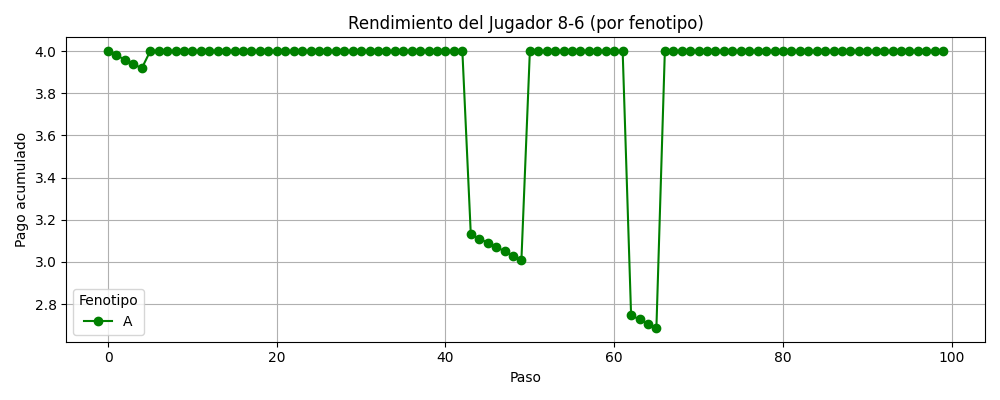 Rendimiento del Jugador 8-6 (por fenotipo)
Pago acumulado
4.0
3.8
3.6
3.4
3.2
3.0
2.8
Fenotipo
A
0 20 40 60 80 100
Paso